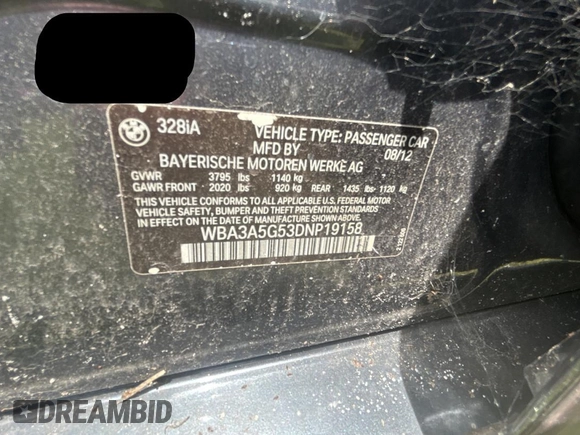 328iA
VEHICLE TYPE: PASSENGER CAR
MFD BY 08/12
BAYERISCHE MOTOREN WERKE AG
GVWR 3795 lbs 1140 kg
GAWR FRONT 2020 lbs 920 kg REAR 1435 lbs 1120 kg
THIS VEHICLE CONFORMS TO ALL APPLICABLE U.S. FEDERAL MOTOR
VEHICLE SAFETY, BUMPER AND THEFT PREVENTION STANDARDS
IN EFFECT ON THE DATE OF MANUFACTURE SHOWN ABOVE.
WBA3A5G53DNP19158
DREAMBID